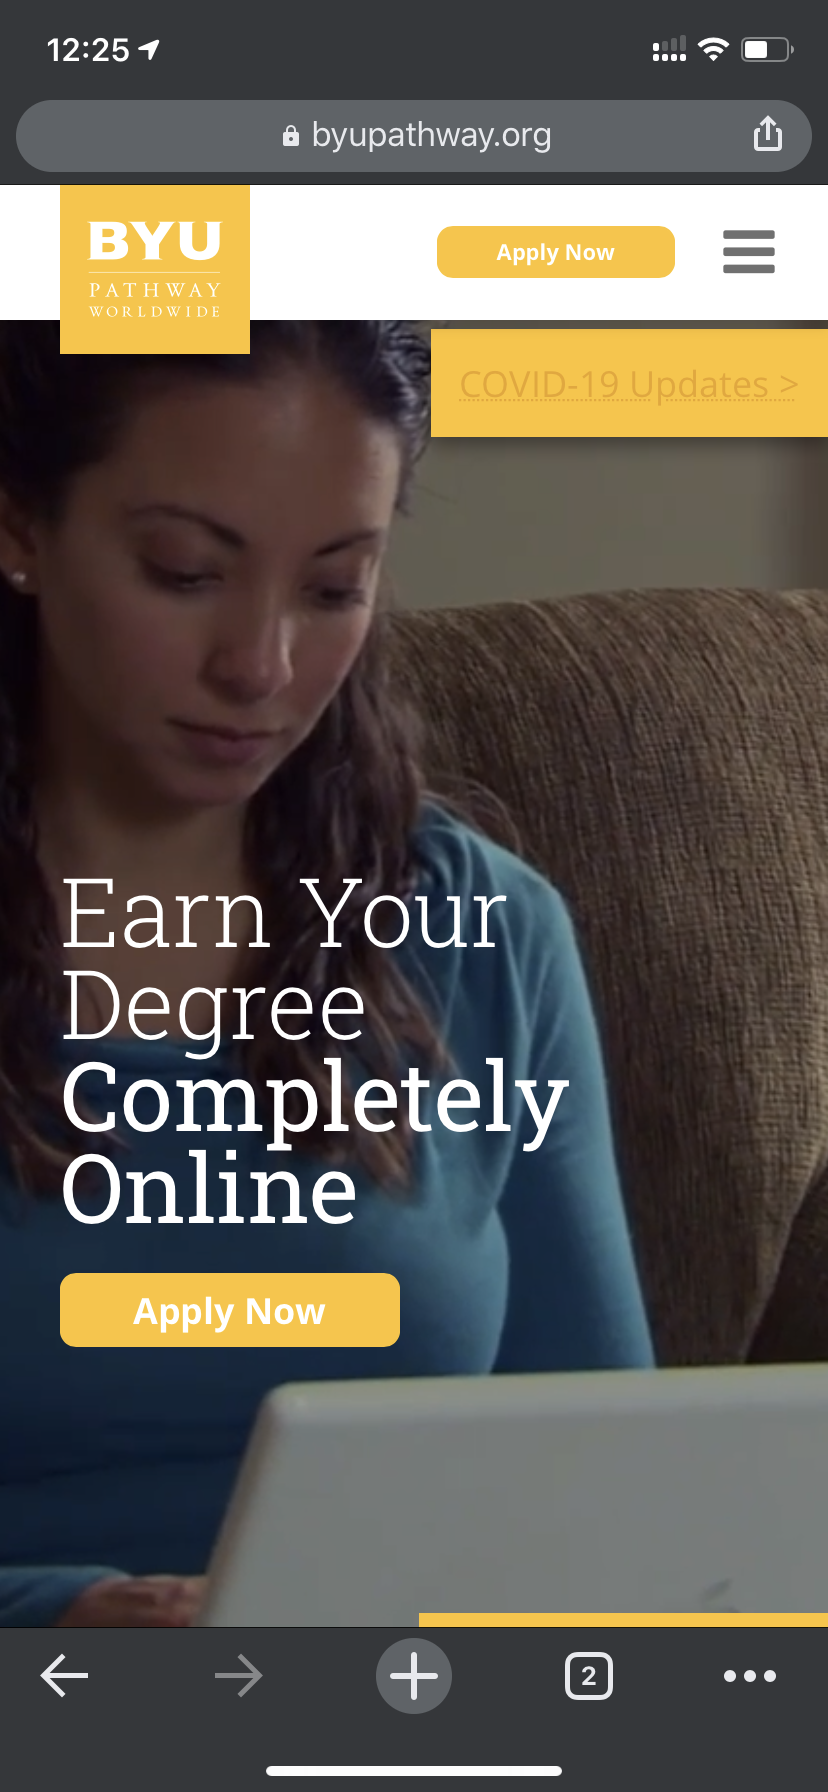 12:25
byupathway.org
BYU
PATHWAY
WORLDWIDE
Apply Now
COVID-19 Updates >
Earn Your
Degree
Completely
Online
Apply Now
2